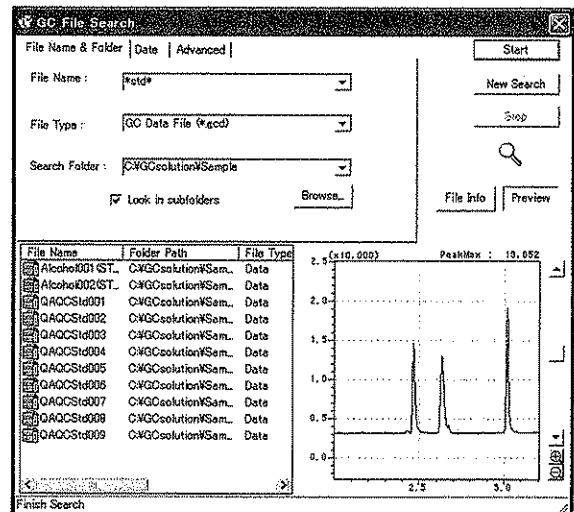 GC File Search
File Name & Folder Date Advanced
Start
File Name : *std*
New Search
File Type : GC Data File (*.gcd)
Stop
Search Folder : C:¥GCsolution¥Sample
Look in subfolders Browse...
File Info Preview
File Name Folder Path File Type
Alcohol001(ST... C:¥GCsolution¥Sam... Data
Alcohol002(ST... C:¥GCsolution¥Sam... Data
QAQCStd001 C:¥GCsolution¥Sam... Data
QAQCStd002 C:¥GCsolution¥Sam... Data
QAQCStd003 C:¥GCsolution¥Sam... Data
QAQCStd004 C:¥GCsolution¥Sam... Data
QAQCStd005 C:¥GCsolution¥Sam... Data
QAQCStd006 C:¥GCsolution¥Sam... Data
QAQCStd007 C:¥GCsolution¥Sam... Data
QAQCStd008 C:¥GCsolution¥Sam... Data
QAQCStd009 C:¥GCsolution¥Sam... Data
(x10,000) PeakMax :
2.5
2.0
1.5
1.0
0.5
0.0
2.5 3.0
Finish Search